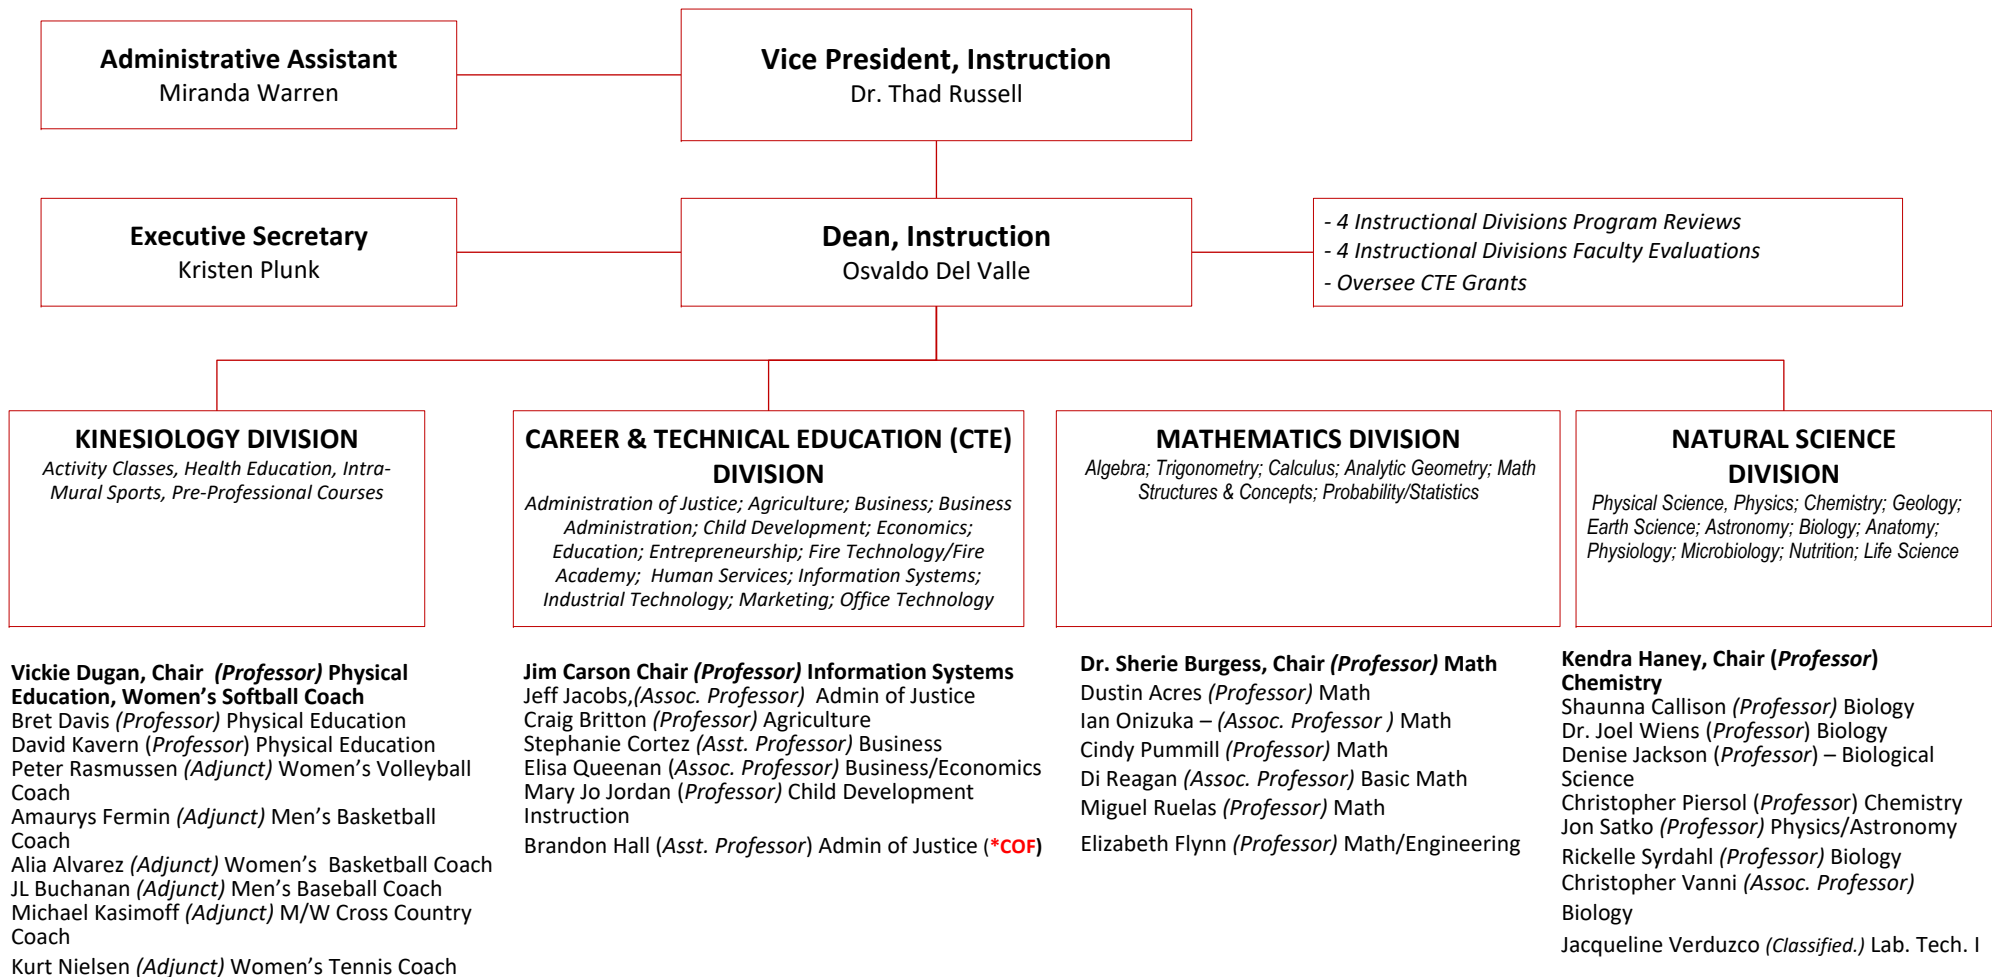 Administrative Assistant
Miranda Warren
Vice President, Instruction
Dr. Thad Russell
Executive Secretary
Kristen Plunk
Dean, Instruction
Osvaldo Del Valle
- 4 Instructional Divisions Program Reviews
- 4 Instructional Divisions Faculty Evaluations
- Oversee CTE Grants
KINESIOLOGY DIVISION
Activity Classes, Health Education, Intra-
Mural Sports, Pre-Professional Courses
CAREER & TECHNICAL EDUCATION (CTE)
DIVISION
Administration of Justice; Agriculture; Business; Business
Administration; Child Development; Economics;
Education; Entrepreneurship; Fire Technology/Fire
Academy;  Human Services; Information Systems;
Industrial Technology; Marketing; Office Technology
MATHEMATICS DIVISION
Algebra; Trigonometry; Calculus; Analytic Geometry; Math
Structures & Concepts; Probability/Statistics
NATURAL SCIENCE
DIVISION
Physical Science, Physics; Chemistry; Geology;
Earth Science; Astronomy; Biology; Anatomy;
Physiology; Microbiology; Nutrition; Life Science
Vickie Dugan, Chair  (Professor) Physical
Education, Women’s Softball Coach
Bret Davis (Professor) Physical Education
David Kavern (Professor) Physical Education
Peter Rasmussen (Adjunct) Women’s Volleyball
Coach
Amaurys Fermin (Adjunct) Men’s Basketball
Coach
Alia Alvarez (Adjunct) Women’s  Basketball Coach
JL Buchanan (Adjunct) Men’s Baseball Coach
Michael Kasimoff (Adjunct) M/W Cross Country
Coach
Kurt Nielsen (Adjunct) Women’s Tennis Coach
Jim Carson Chair (Professor) Information Systems
Jeff Jacobs,(Assoc. Professor)  Admin of Justice
Craig Britton (Professor) Agriculture
Stephanie Cortez (Asst. Professor) Business
Elisa Queenan (Assoc. Professor) Business/Economics
Mary Jo Jordan (Professor) Child Development
Instruction
Brandon Hall (Asst. Professor) Admin of Justice (*COF)
Dr. Sherie Burgess, Chair (Professor) Math
Dustin Acres (Professor) Math
Ian Onizuka – (Assoc. Professor ) Math
Cindy Pummill (Professor) Math
Di Reagan (Assoc. Professor) Basic Math
Miguel Ruelas (Professor) Math
Elizabeth Flynn (Professor) Math/Engineering
Kendra Haney, Chair (Professor)
Chemistry
Shaunna Callison (Professor) Biology
Dr. Joel Wiens (Professor) Biology
Denise Jackson (Professor) – Biological
Science
Christopher Piersol (Professor) Chemistry
Jon Satko (Professor) Physics/Astronomy
Rickelle Syrdahl (Professor) Biology
Christopher Vanni (Assoc. Professor)
Biology
Jacqueline Verduzco (Classified.) Lab. Tech. I